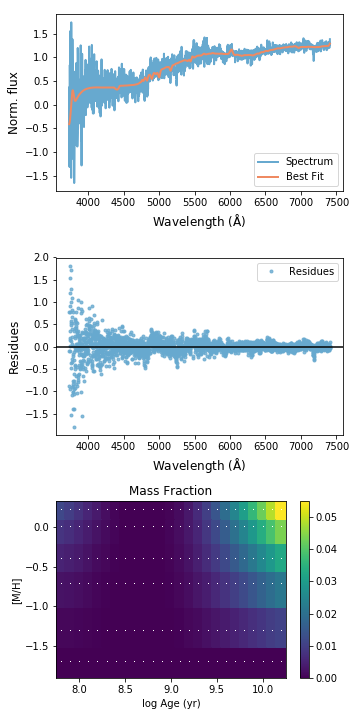 1.5
1.0
0.5
0.0
−0.5
−1.0
−1.5
Norm. flux
Spectrum
Best Fit
4000 4500 5000 5500 6000 6500 7000 7500
Wavelength (Å)
2.0
1.5
1.0
0.5
0.0
−0.5
−1.0
−1.5
Residues
Residues
4000 4500 5000 5500 6000 6500 7000 7500
Wavelength (Å)
Mass Fraction
0.0
−0.5
−1.0
−1.5
[M/H]
8.0 8.5 9.0 9.5 10.0
log Age (yr)
0.05
0.04
0.03
0.02
0.01
0.00